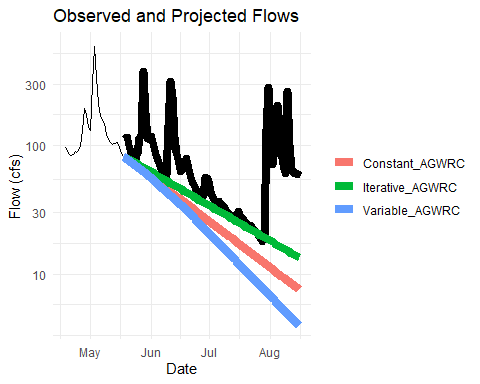 Observed and Projected Flows
Flow (cfs)
300
100
30
10
May
Jun
Jul
Aug
Date
Constant_AGWRC
Iterative_AGWRC
Variable_AGWRC